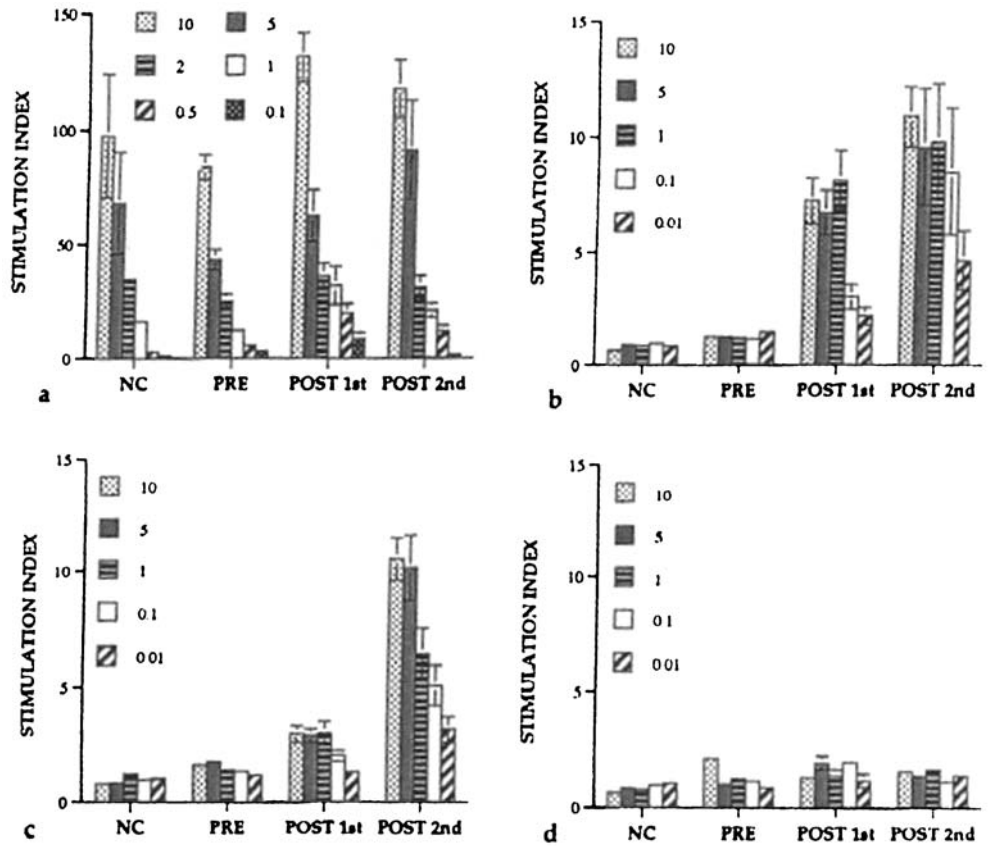 150
100
50
0
STIMULATION INDEX
10 5
2 1
0.5 0.1
NC PRE POST 1st POST 2nd
a
15
10
5
0
STIMULATION INDEX
10
5
1
0.1
0.01
NC PRE POST 1st POST 2nd
b
15
10
5
0
STIMULATION INDEX
10
5
1
0.1
0 01
NC PRE POST 1st POST 2nd
c
15
10
5
0
STIMULATION INDEX
10
5
1
0 1
0 01
NC PRE POST 1st POST 2nd
d